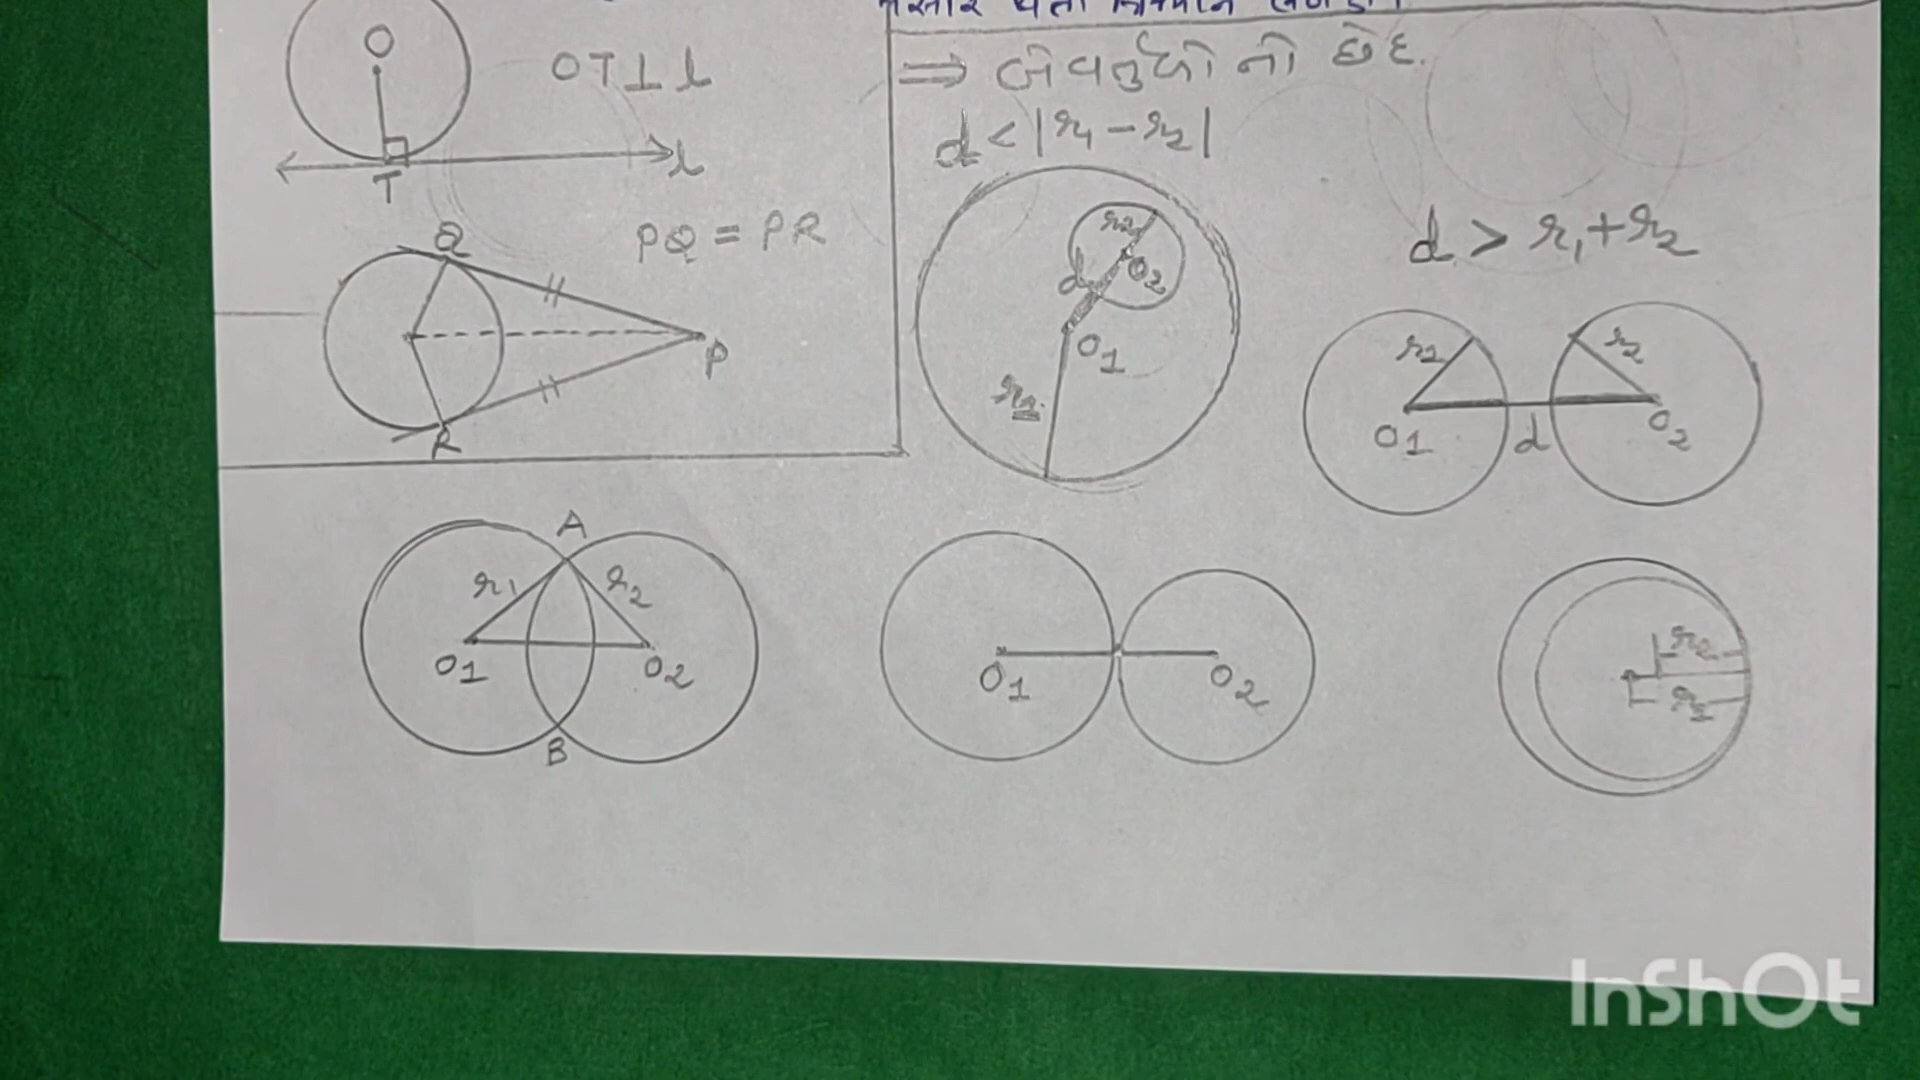 O
OT⊥l
T
l
PQ = PR
Q
P
R
⇒ બે વર્તુળો નો છેદ.
d < |r1 - r2|
r2
d
O2
O1
r1
d > r1+r2
r1
r2
O1
d
O2
A
r1
r2
O1
O2
B
O1
O2
r2
r1
InShOt